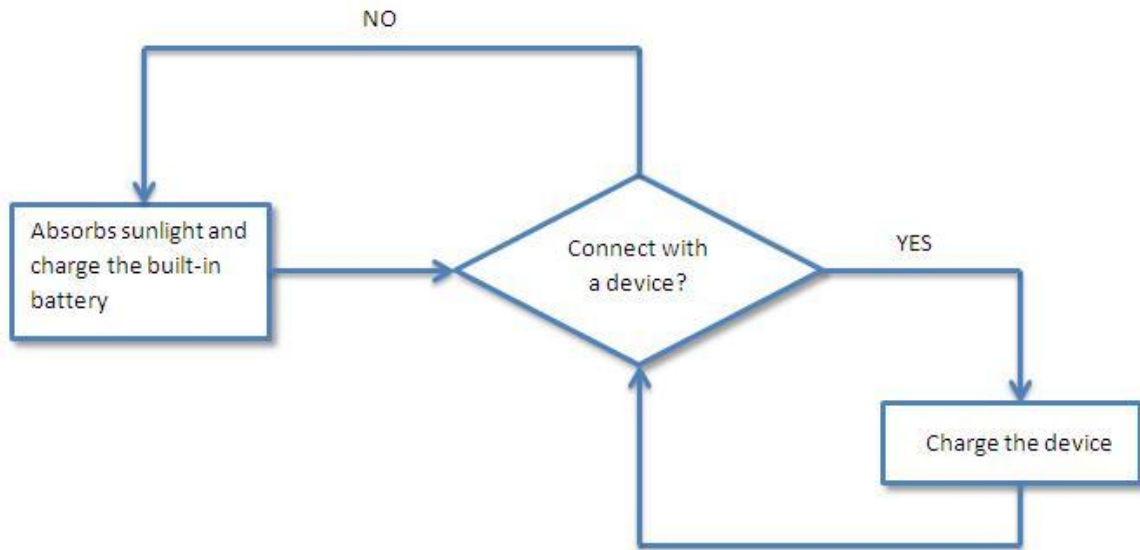 NO
Absorbs sunlight and
charge the built-in
battery
Connect with
a device?
YES
Charge the device